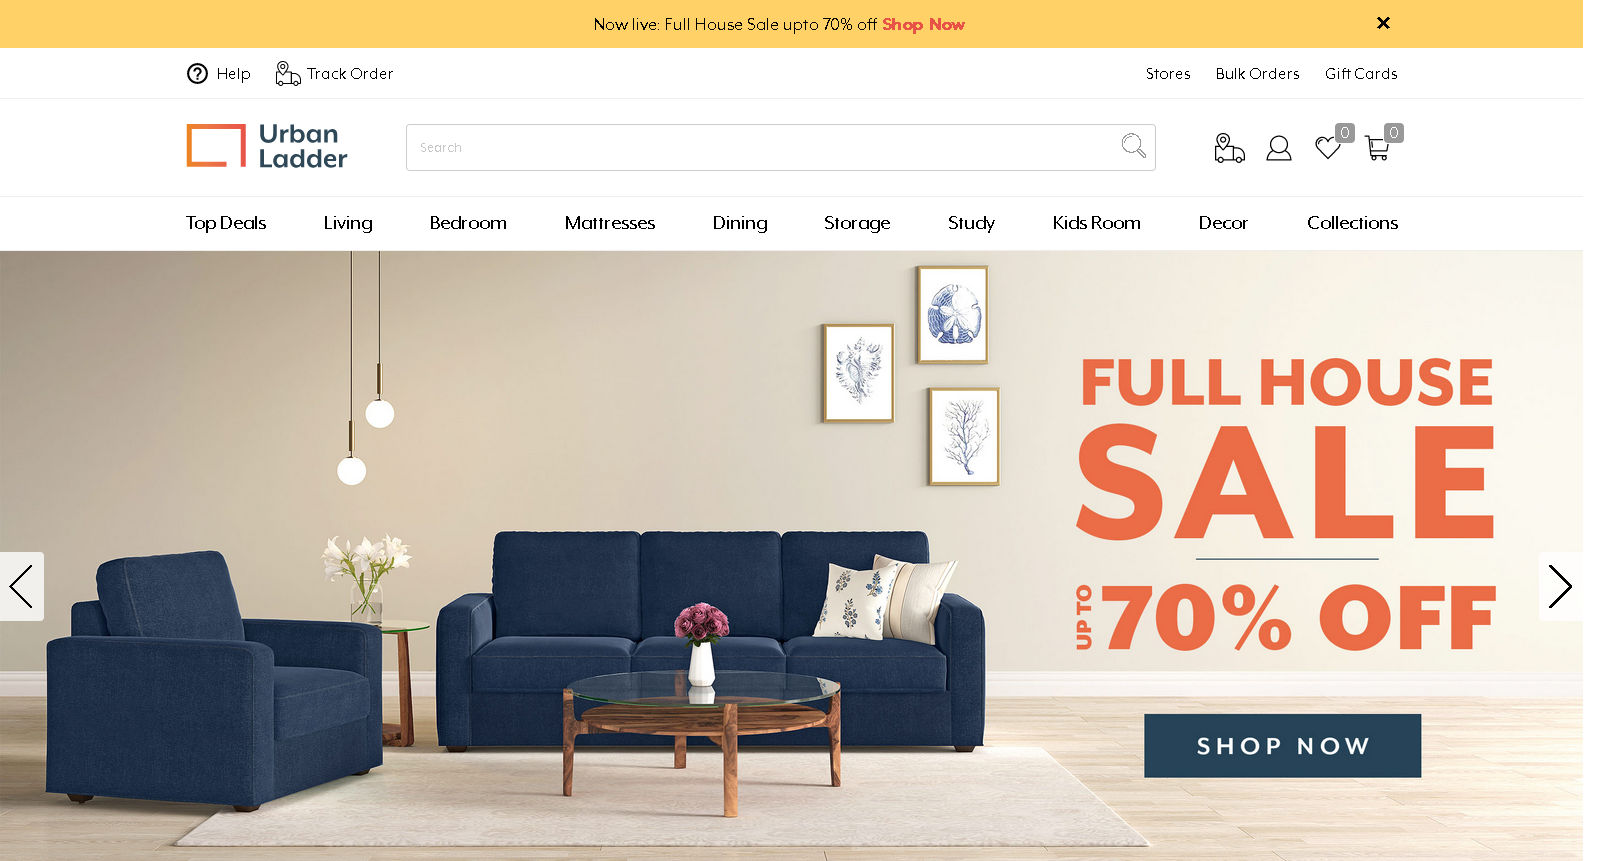 Now live: Full House Sale upto 70% off Shop Now
Help Track Order Stores Bulk Orders Gift Cards
Urban
Ladder
Search
0 0
Top Deals Living Bedroom Mattresses Dining Storage Study Kids Room Decor Collections
FULL HOUSE
SALE
UP TO 70% OFF
SHOP NOW